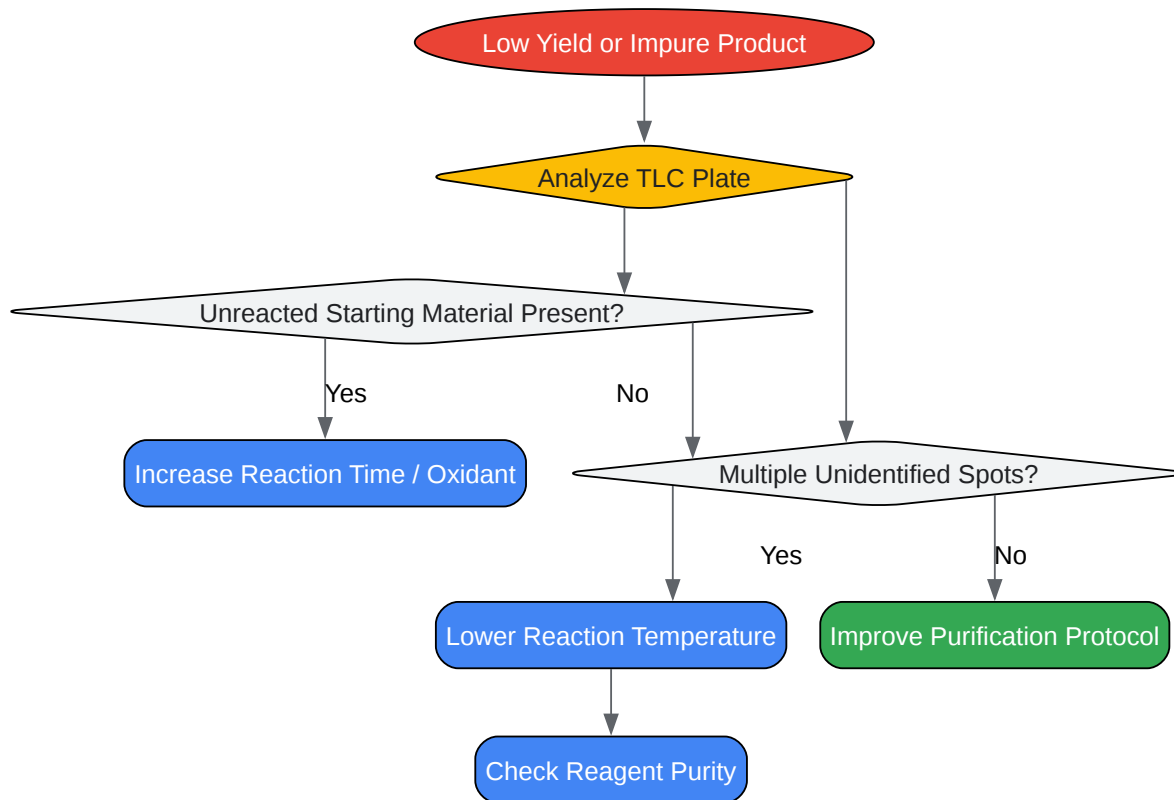 Low Yield or Impure Product
Analyze TLC Plate
Unreacted Starting Material Present?
Yes
No
Increase Reaction Time / Oxidant
Multiple Unidentified Spots?
Yes
No
Lower Reaction Temperature
Improve Purification Protocol
Check Reagent Purity